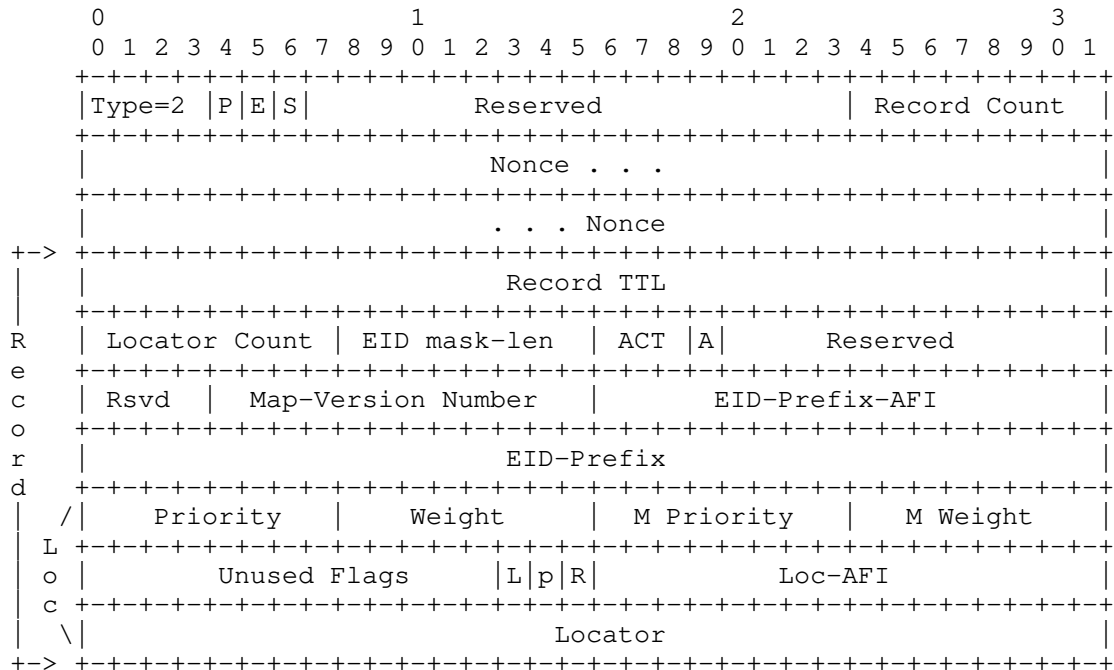 0                   1                   2                   3
 0 1 2 3 4 5 6 7 8 9 0 1 2 3 4 5 6 7 8 9 0 1 2 3 4 5 6 7 8 9 0 1
      +-+-+-+-+-+-+-+-+-+-+-+-+-+-+-+-+-+-+-+-+-+-+-+-+-+-+-+-+-+-+-+-+
      |Type=2 |P|E|S|          Reserved               | Record Count  |
      +-+-+-+-+-+-+-+-+-+-+-+-+-+-+-+-+-+-+-+-+-+-+-+-+-+-+-+-+-+-+-+-+
      |                         Nonce . . .                           |
      +-+-+-+-+-+-+-+-+-+-+-+-+-+-+-+-+-+-+-+-+-+-+-+-+-+-+-+-+-+-+-+-+
      |                         . . . Nonce                           |
+->   +-+-+-+-+-+-+-+-+-+-+-+-+-+-+-+-+-+-+-+-+-+-+-+-+-+-+-+-+-+-+-+-+
|     |                          Record TTL                           |
|     +-+-+-+-+-+-+-+-+-+-+-+-+-+-+-+-+-+-+-+-+-+-+-+-+-+-+-+-+-+-+-+-+
R     | Locator Count | EID mask-len  | ACT |A|      Reserved         |
e     +-+-+-+-+-+-+-+-+-+-+-+-+-+-+-+-+-+-+-+-+-+-+-+-+-+-+-+-+-+-+-+-+
c     | Rsvd  |  Map-Version Number   |       EID-Prefix-AFI          |
o     +-+-+-+-+-+-+-+-+-+-+-+-+-+-+-+-+-+-+-+-+-+-+-+-+-+-+-+-+-+-+-+-+
r     |                          EID-Prefix                           |
d     +-+-+-+-+-+-+-+-+-+-+-+-+-+-+-+-+-+-+-+-+-+-+-+-+-+-+-+-+-+-+-+-+
|    /|    Priority   |    Weight     |  M Priority   |   M Weight    |
|   L +-+-+-+-+-+-+-+-+-+-+-+-+-+-+-+-+-+-+-+-+-+-+-+-+-+-+-+-+-+-+-+-+
|   o |        Unused Flags     |L|p|R|           Loc-AFI             |
|   c +-+-+-+-+-+-+-+-+-+-+-+-+-+-+-+-+-+-+-+-+-+-+-+-+-+-+-+-+-+-+-+-+
|    \|                             Locator                           |
+->   +-+-+-+-+-+-+-+-+-+-+-+-+-+-+-+-+-+-+-+-+-+-+-+-+-+-+-+-+-+-+-+-+